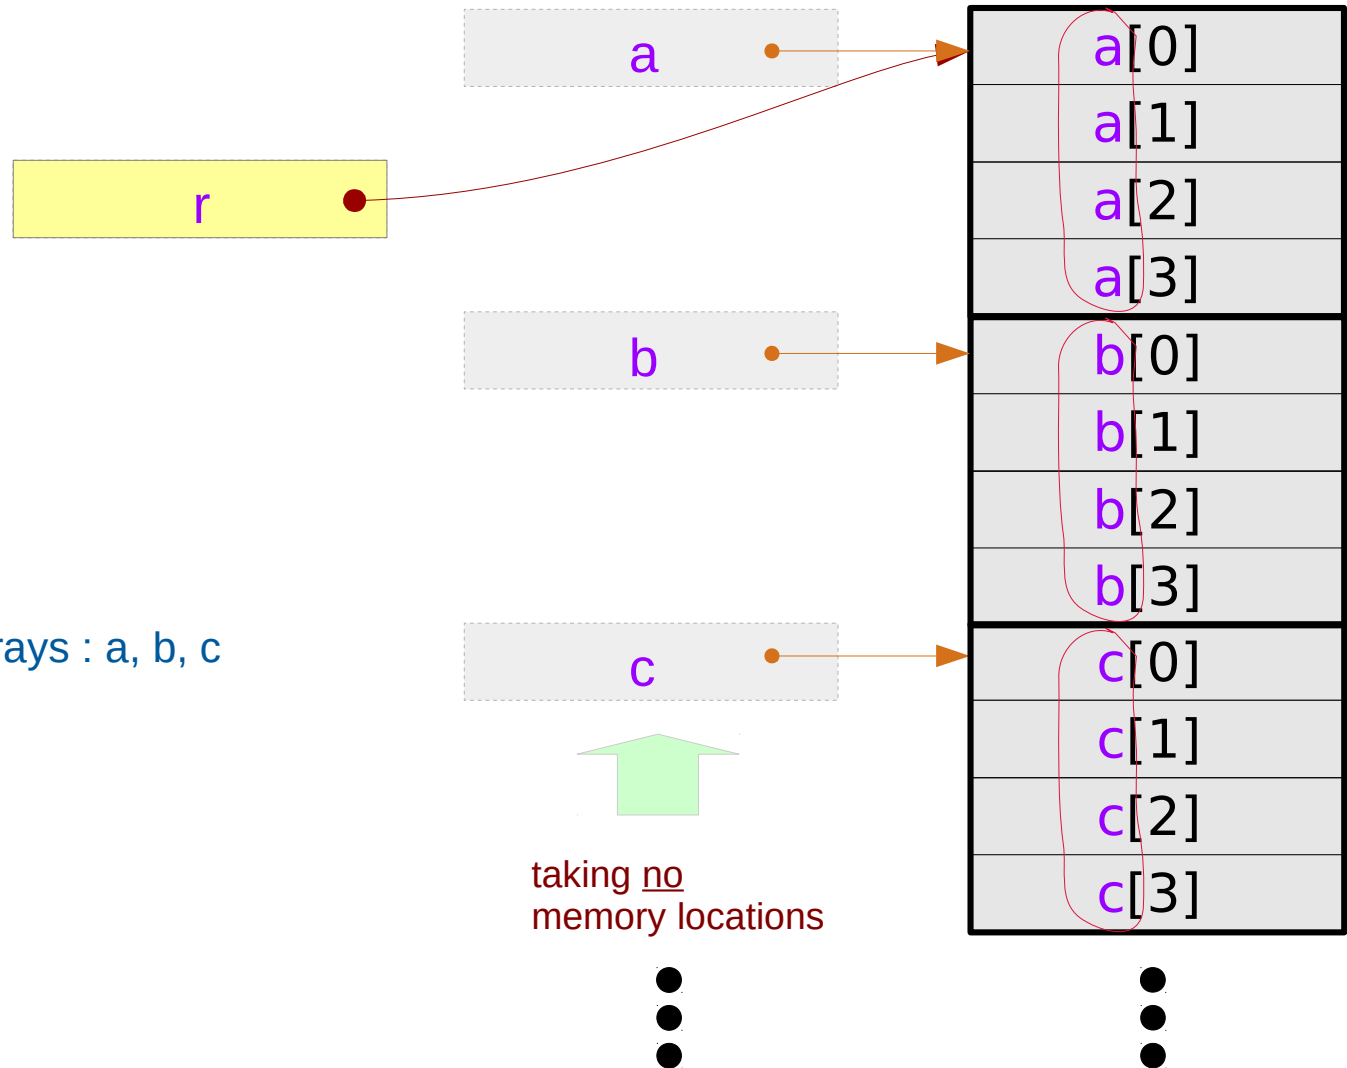 a
a[0]
a[1]
r
a[2]
a[3]
b
b[0]
b[1]
b[2]
b[3]
rays : a, b, c
c
c[0]
c[1]
c[2]
taking no
memory locations
c[3]